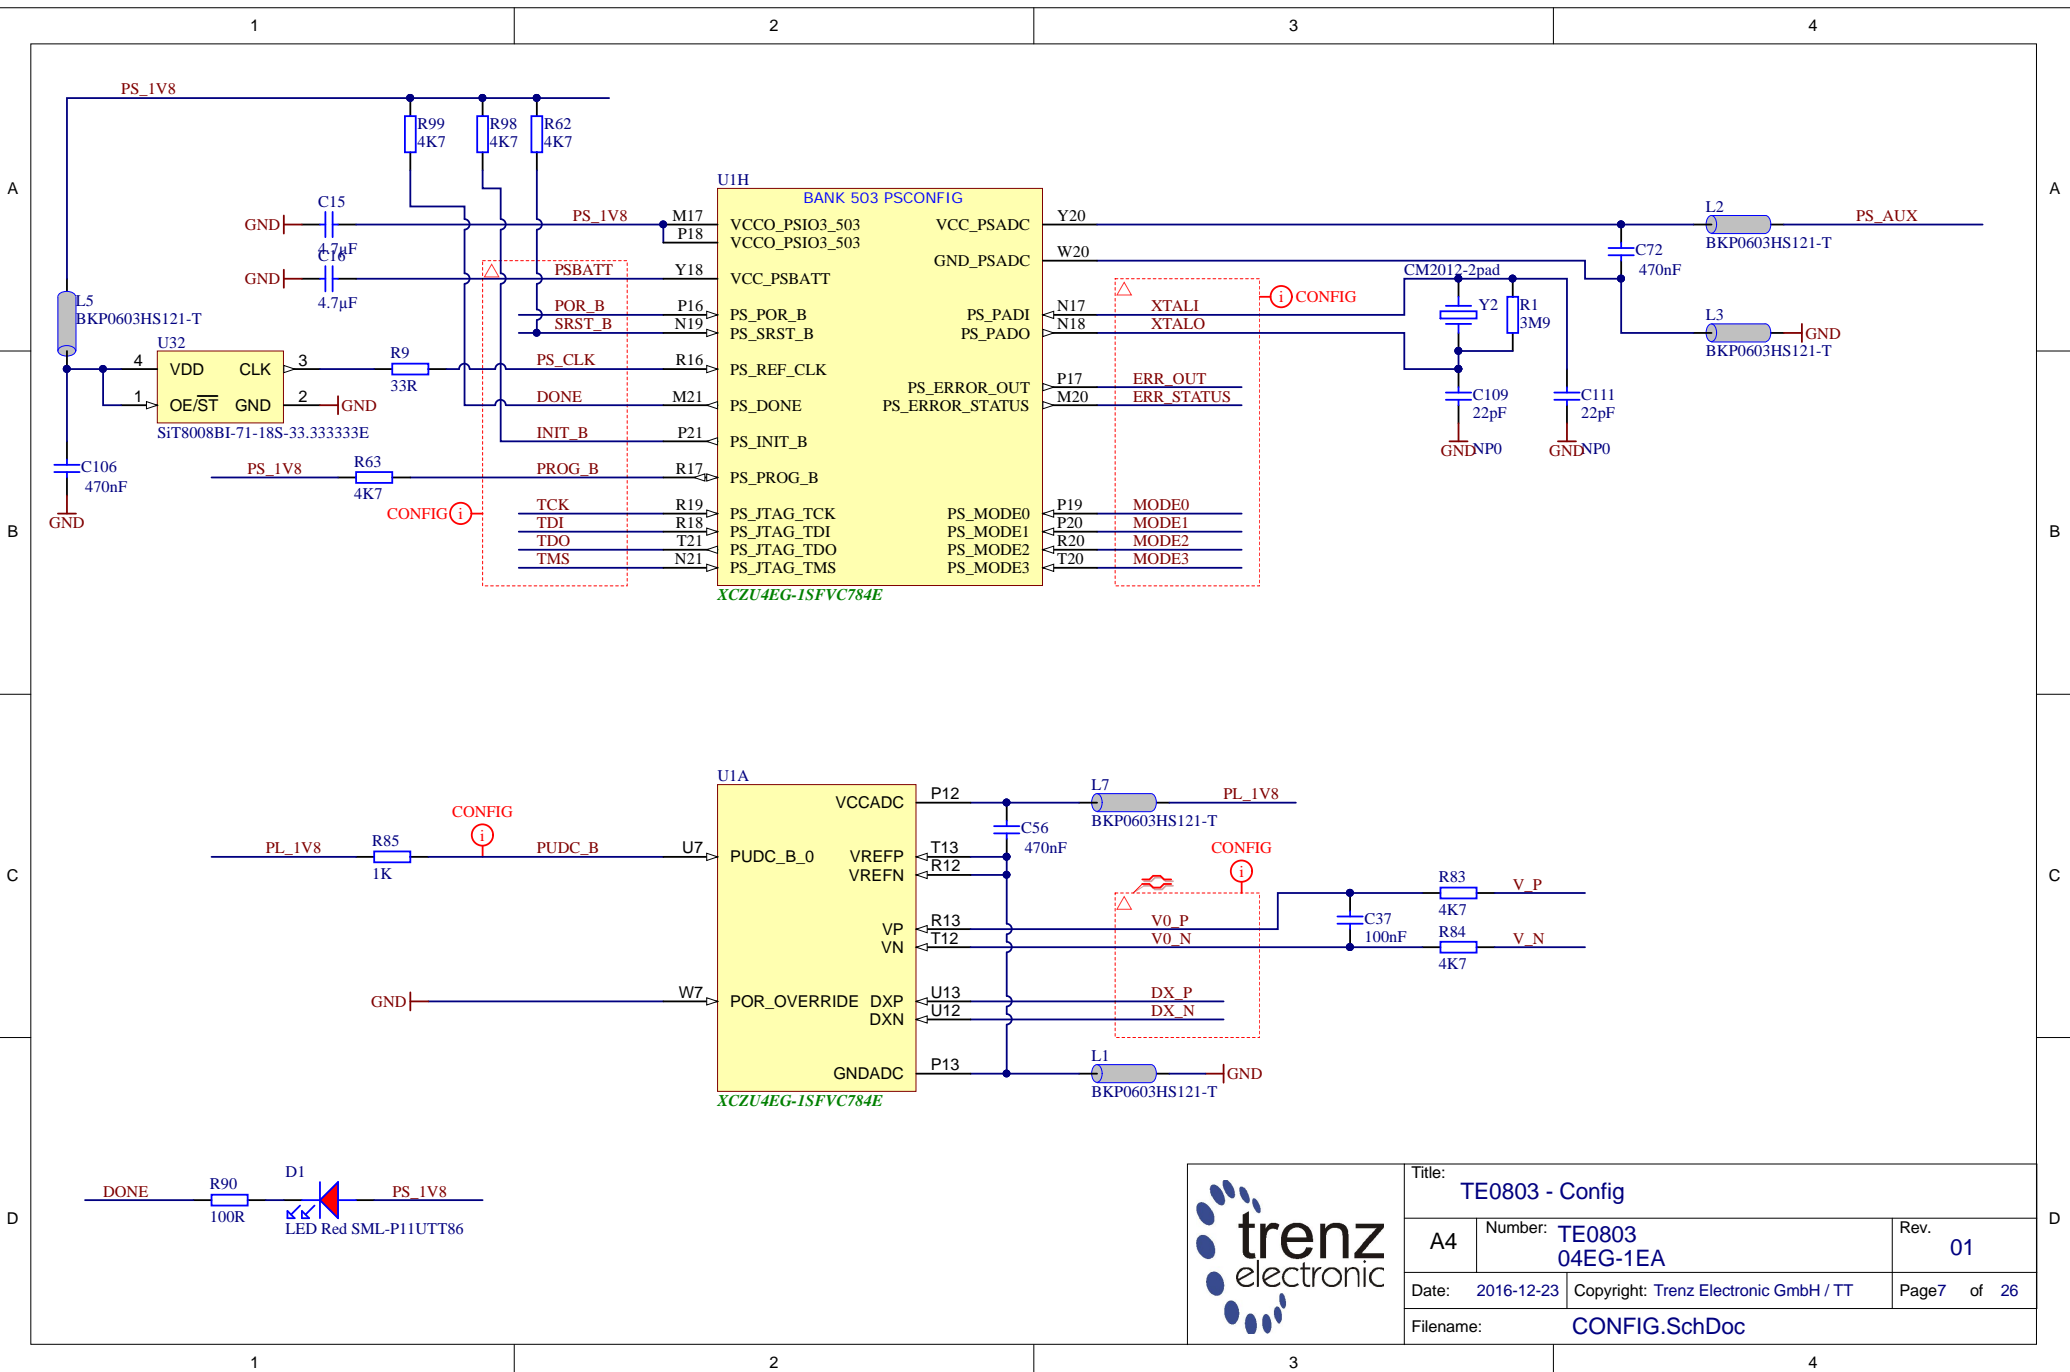 1 2 3 4
A A
B B
C C
D D
PS_1V8
R99
4K7
R98
4K7
R62
4K7
C15
4.7µF
GND
PS_1V8
C16
4.7µF
GND
PSBATT
POR_B
SRST_B
L5
BKP0603HS121-T
U32
4 VDD CLK 3
1 OE/ST GND 2
GND
SiT8008BI-71-18S-33.333333E
R9
33R
PS_CLK
DONE
INIT_B
C106
470nF
GND
PS_1V8
R63
4K7
PROG_B
CONFIG
i
TCK
TDI
TDO
TMS
U1H
BANK 503 PSCONFIG
M17 VCCO_PSIO3_503
P18 VCCO_PSIO3_503
Y18 VCC_PSBATT
P16 PS_POR_B
N19 PS_SRST_B
R16 PS_REF_CLK
M21 PS_DONE
P21 PS_INIT_B
R17 PS_PROG_B
R19 PS_JTAG_TCK
R18 PS_JTAG_TDI
T21 PS_JTAG_TDO
N21 PS_JTAG_TMS
VCC_PSADC Y20
GND_PSADC W20
PS_PADI N17
PS_PADO N18
PS_ERROR_OUT P17
PS_ERROR_STATUS M20
PS_MODE0 P19
PS_MODE1 P20
PS_MODE2 R20
PS_MODE3 T20
XCZU4EG-1SFVC784E
XTALI
XTALO
ERR_OUT
ERR_STATUS
MODE0
MODE1
MODE2
MODE3
i CONFIG
CM2012-2pad
Y2
R1
3M9
C109
22pF
GND NP0
C111
22pF
GND NP0
C72
470nF
L2
BKP0603HS121-T
PS_AUX
L3
BKP0603HS121-T
GND
PL_1V8
R85
1K
CONFIG
i
PUDC_B
GND
U1A
U7 PUDC_B_0
W7 POR_OVERRIDE
VCCADC P12
VREFP T13
VREFN R12
VP R13
VN T12
DXP U13
DXN U12
GNDADC P13
XCZU4EG-1SFVC784E
L7
BKP0603HS121-T
PL_1V8
C56
470nF
CONFIG
i
V0_P
V0_N
DX_P
DX_N
C37
100nF
R83
4K7
V_P
R84
4K7
V_N
L1
BKP0603HS121-T
GND
DONE
R90
100R
D1
LED Red SML-P11UTT86
PS_1V8
trenz
electronic
Title:
TE0803 - Config
A4
Number: TE0803
04EG-1EA
Rev.
01
Date: 2016-12-23
Copyright: Trenz Electronic GmbH / TT
Page7 of 26
Filename: CONFIG.SchDoc
1 2 3 4